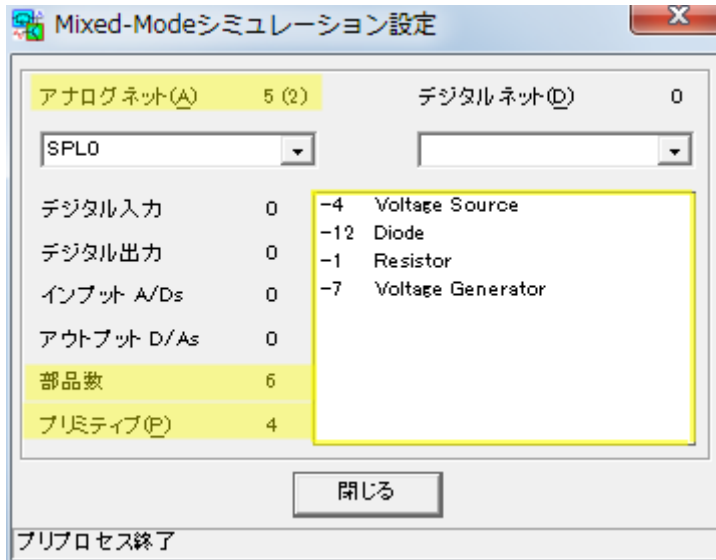 Mixed-Modeシミュレーション設定
アナログネット(A) 5 (2) デジタルネット(D) 0
SPL0
デジタル入力 0
デジタル出力 0
インプット A/Ds 0
アウトプット D/As 0
部品数 6
プリミティブ(P) 4
-4 Voltage Source
-12 Diode
-1 Resistor
-7 Voltage Generator
閉じる
プリプロセス終了